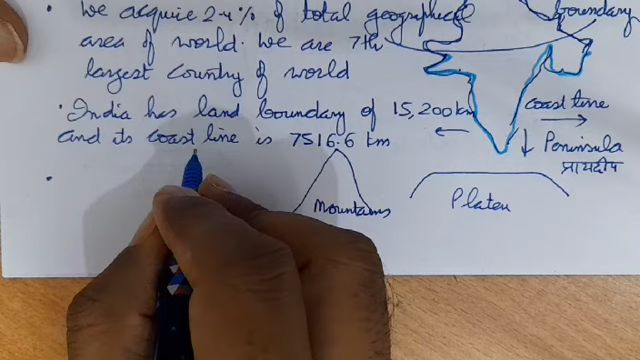 • We acquire 2.4% of total geographical
area of world. We are 7th
largest Country of world
boundary
• India has land boundary of 15,200 km
and its coast line is 7516.6 km
coast line
Peninsula
प्रायदीप
Mountains
Plateu